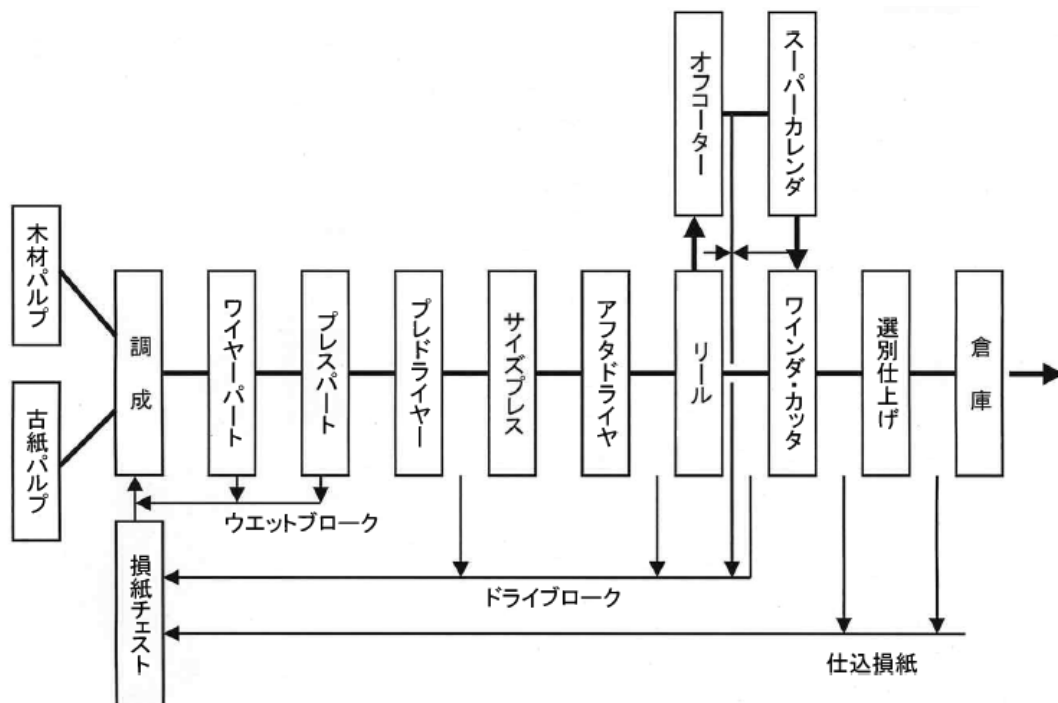 オフコーター
スーパーカレンダ
木材パルプ
古紙パルプ
調成
ワイヤーパート
プレスパート
プレドライヤー
サイズプレス
アフタドライヤ
リール
ワインダ・カッタ
選別仕上げ
倉庫
ウエットブローク
損紙チェスト
ドライブローク
仕込損紙